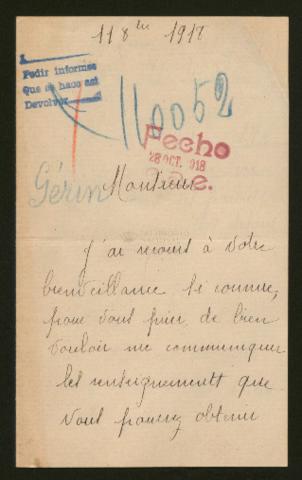 11 8bre 1918
Pedir informes
Que se hace así
Devolver
110052
Fecho
28 OCT. 918
Gérin
Monsieur
J'ai recours à votre
bienveillance si connue,
pour vous prier, de bien
vouloir me communiquer
les renseignements que
vous pourrez obtenir